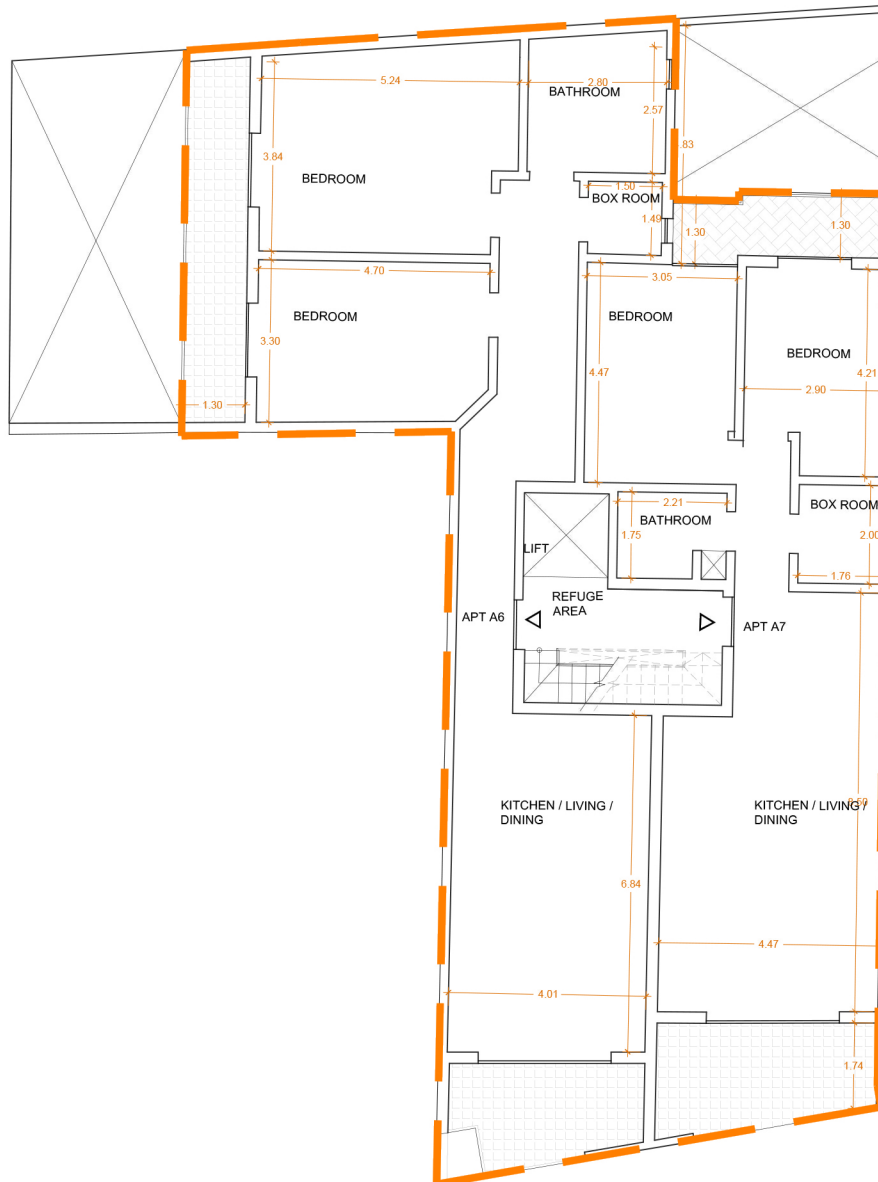 5.24
2.80
BATHROOM
2.57
.83
3.84
BEDROOM
1.50
BOX ROOM
1.49
1.30
1.30
4.70
3.05
BEDROOM
BEDROOM
3.30
BEDROOM
4.47
4.21
2.90
1.30
2.21
BATHROOM
1.75
BOX ROOM
2.00
LIFT
1.76
REFUGE
AREA
APT A6
APT A7
KITCHEN / LIVING /
DINING
KITCHEN / LIVING /
DINING
6.84
4.47
4.01
1.74